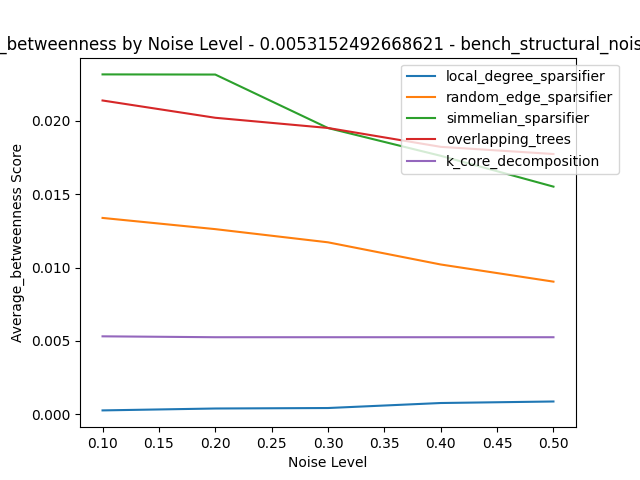 _betweenness by Noise Level - 0.0053152492668621 - bench_structural_nois
local_degree_sparsifier
random_edge_sparsifier
simmelian_sparsifier
overlapping_trees
k_core_decomposition
Average_betweenness Score
0.020
0.015
0.010
0.005
0.000
0.10 0.15 0.20 0.25 0.30 0.35 0.40 0.45 0.50
Noise Level